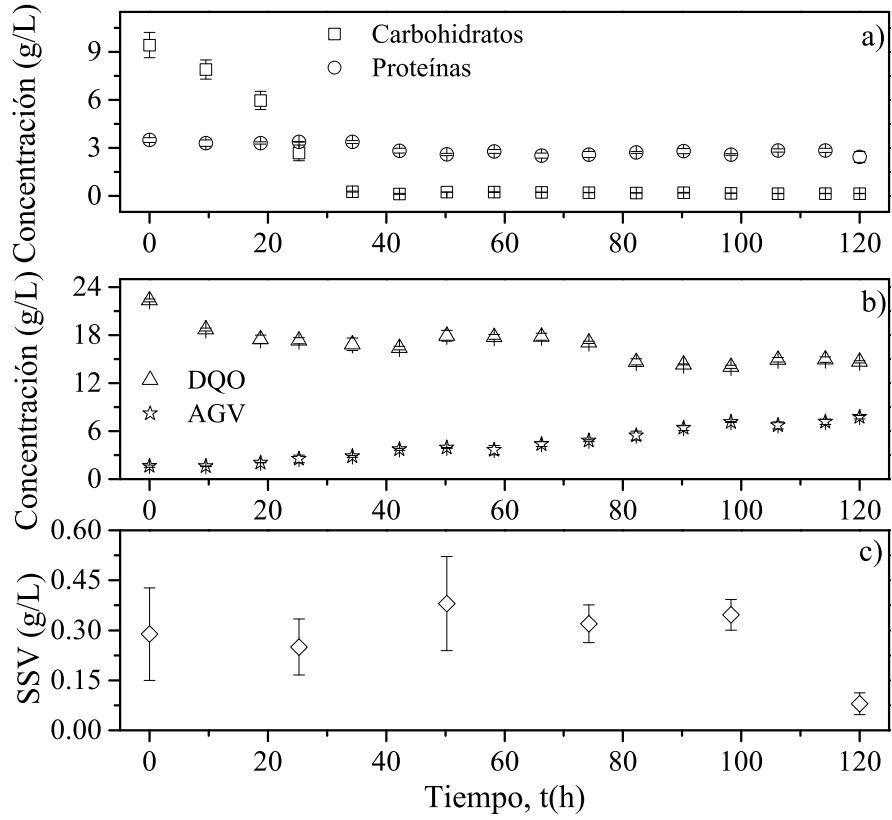 Concentración (g/L)
9
6
3
0
Carbohidratos
Proteínas
a)
0 20 40 60 80 100 120
Concentración (g/L)
24
18
12
6
0
b)
DQO
AGV
0 20 40 60 80 100 120
SSV (g/L)
0.60
0.45
0.30
0.15
0.00
c)
0 20 40 60 80 100 120
Tiempo, t(h)